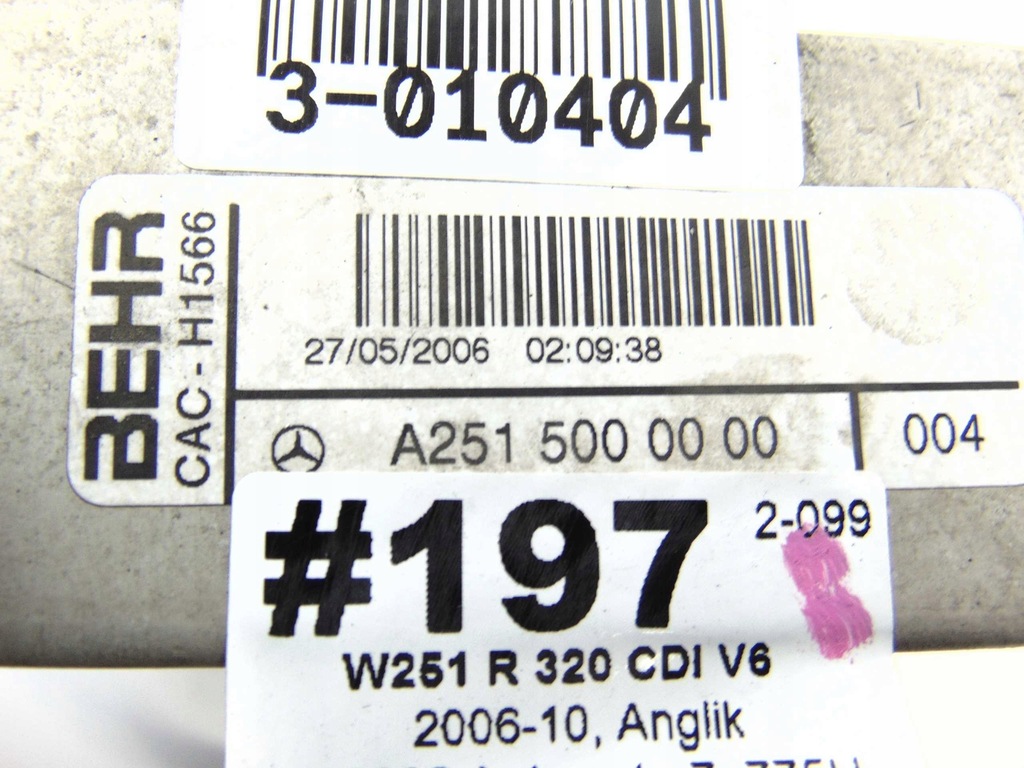 3-010404
BEHR
CAC - H1566
27/05/2006 02:09:38
A251 500 00 00
004
#197
2-099
W251 R 320 CDI V6
2006-10, Anglik